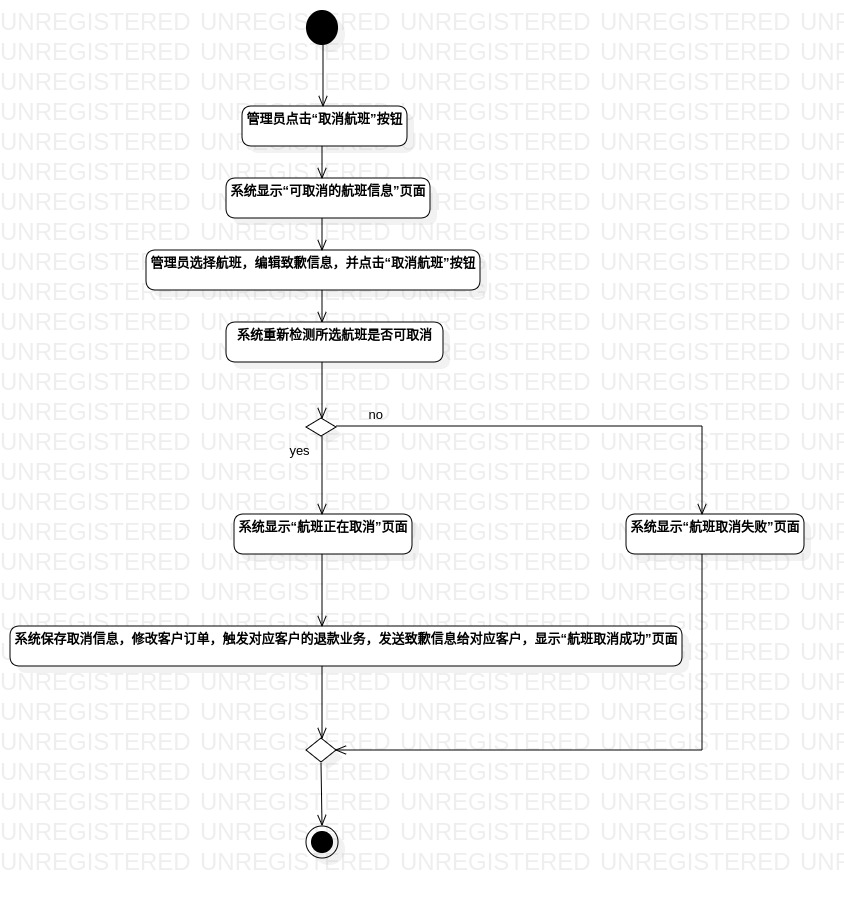 管理员点击“取消航班”按钮
系统显示“可取消的航班信息”页面
管理员选择航班，编辑致歉信息，并点击“取消航班”按钮
系统重新检测所选航班是否可取消
no
yes
系统显示“航班正在取消”页面
系统显示“航班取消失败”页面
系统保存取消信息，修改客户订单，触发对应客户的退款业务，发送致歉信息给对应客户，显示“航班取消成功”页面
UNREGISTERED